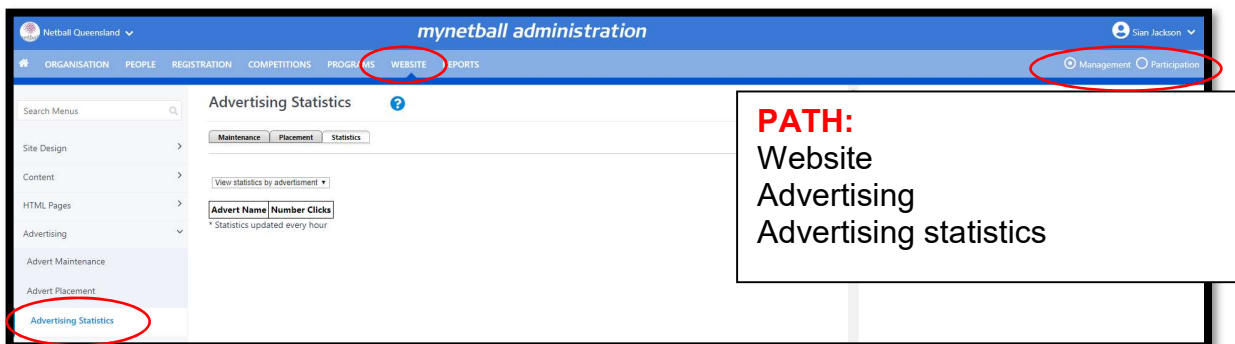 Netball Queensland
mynetball administration
Sian Jackson
ORGANISATION PEOPLE REGISTRATION COMPETITIONS PROGRAMS WEBSITE REPORTS
Management Participation
Search Menus
Site Design
Content
HTML Pages
Advertising
Advert Maintenance
Advert Placement
Advertising Statistics
Advertising Statistics ?
Maintenance Placement Statistics
View statistics by advertisment
Advert Name Number Clicks
* Statistics updated every hour
PATH:
Website
Advertising
Advertising statistics